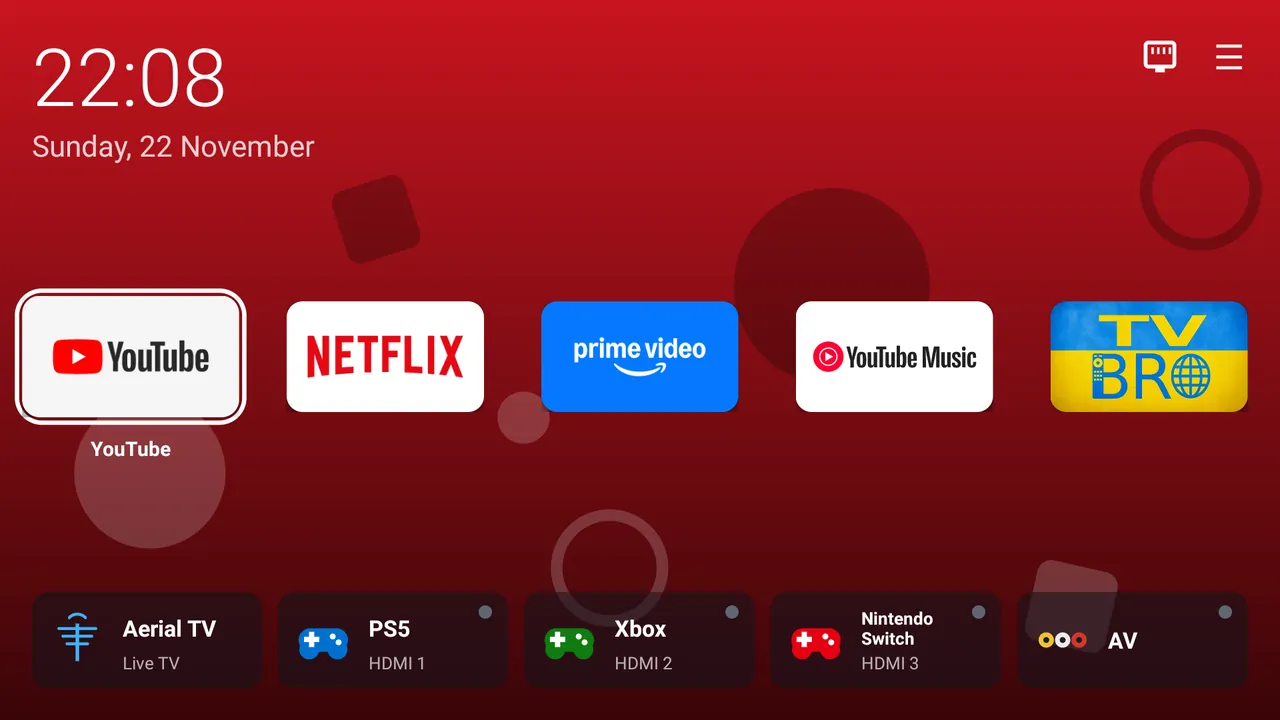 22:08
Sunday, 22 November
YouTube
NETFLIX
prime video
YouTube Music
TV
BRO
YouTube
Aerial TV
Live TV
PS5
HDMI 1
Xbox
HDMI 2
Nintendo
Switch
HDMI 3
AV